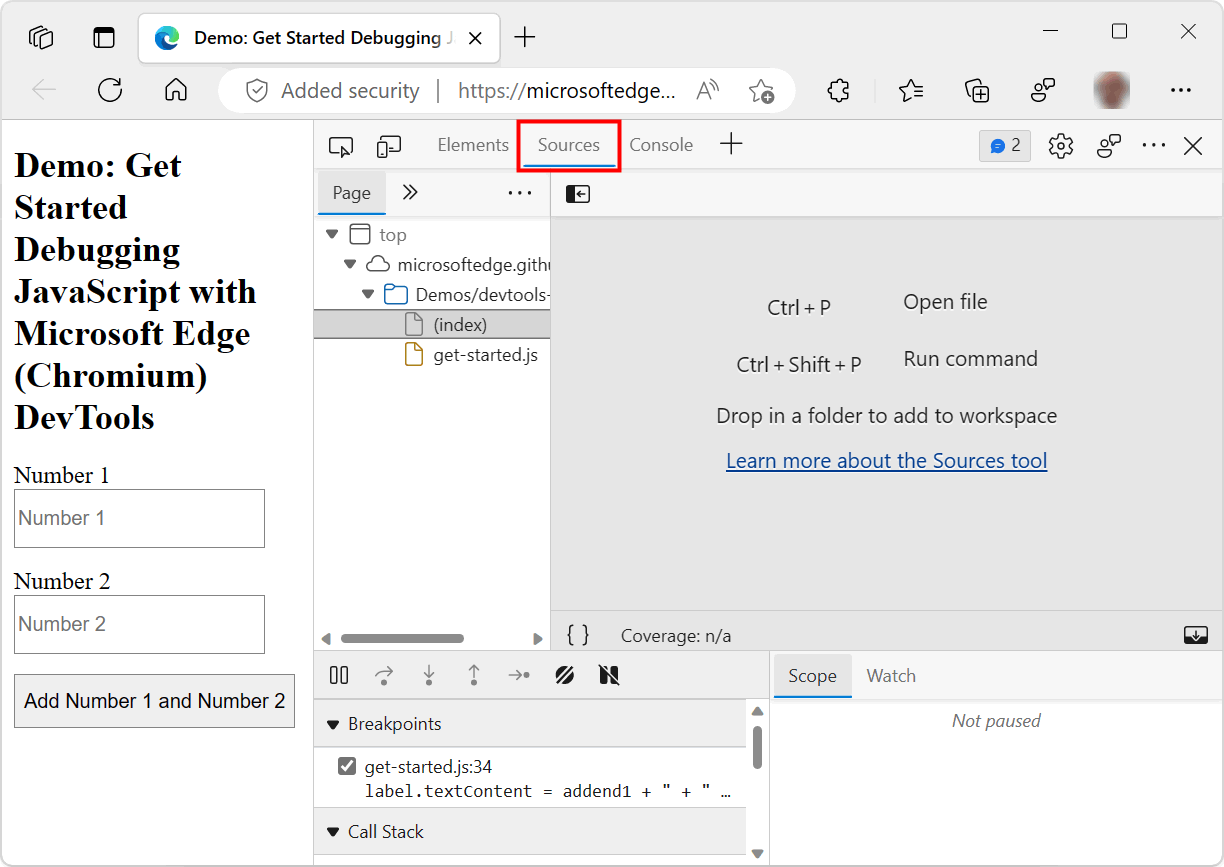 Demo: Get Started Debugging J
Added security | https://microsoftedge...
Demo: Get
Started
Debugging
JavaScript with
Microsoft Edge
(Chromium)
DevTools
Number 1
Number 1
Number 2
Number 2
Add Number 1 and Number 2
Elements Sources Console 2
Page
top
microsoftedge.githu
Demos/devtools-
(index)
get-started.js
Ctrl + P Open file
Ctrl + Shift + P Run command
Drop in a folder to add to workspace
Learn more about the Sources tool
{ } Coverage: n/a
Breakpoints
get-started.js:34
label.textContent = addend1 + " + " …
Call Stack
Scope Watch
Not paused